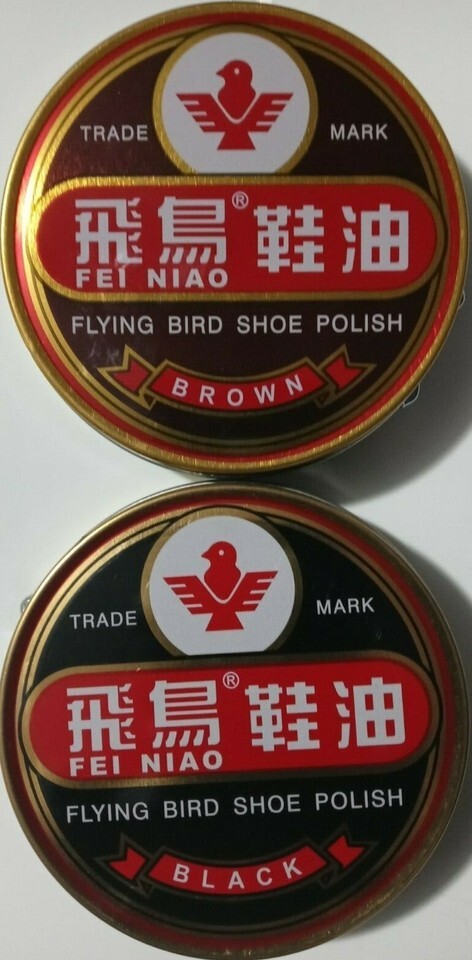 TRADE MARK
飛鳥® 鞋油
FEI NIAO
FLYING BIRD SHOE POLISH
BROWN
TRADE MARK
飛鳥® 鞋油
FEI NIAO
FLYING BIRD SHOE POLISH
BLACK